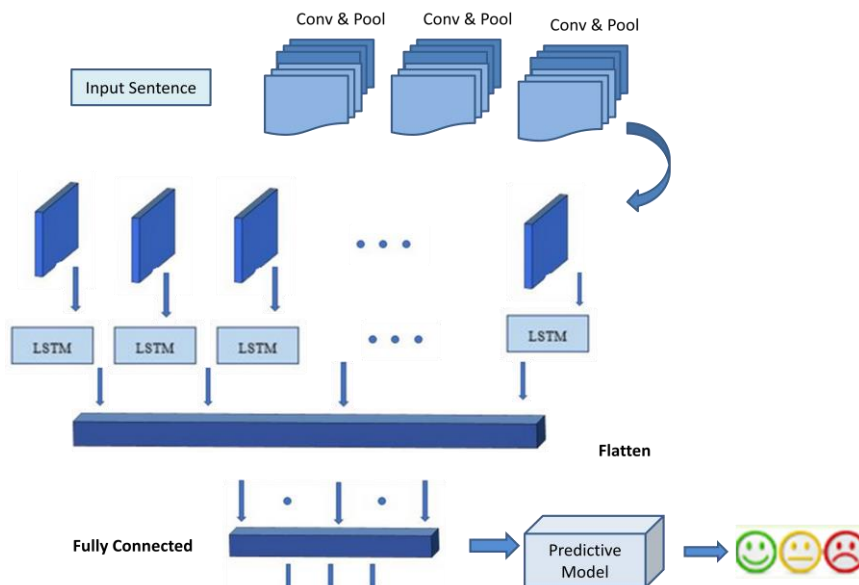 Conv & Pool
Conv & Pool
Conv & Pool
Input Sentence
LSTM
LSTM
LSTM
LSTM
Flatten
Fully Connected
Predictive
Model